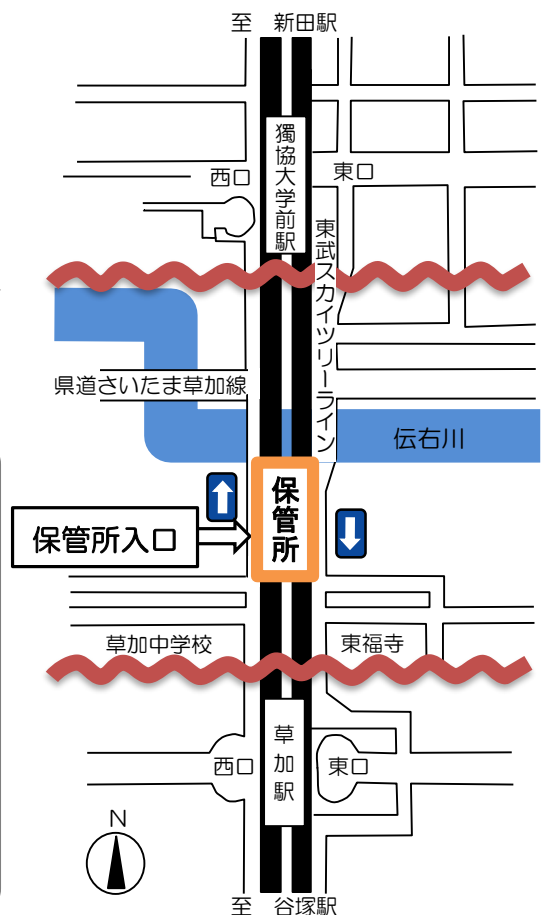 至　新田駅
獨協大学前駅
西口
東口
東武スカイツリーライン
県道さいたま草加線
伝右川
保管所
保管所入口
草加中学校
東福寺
草加駅
西口
東口
N
至　谷塚駅